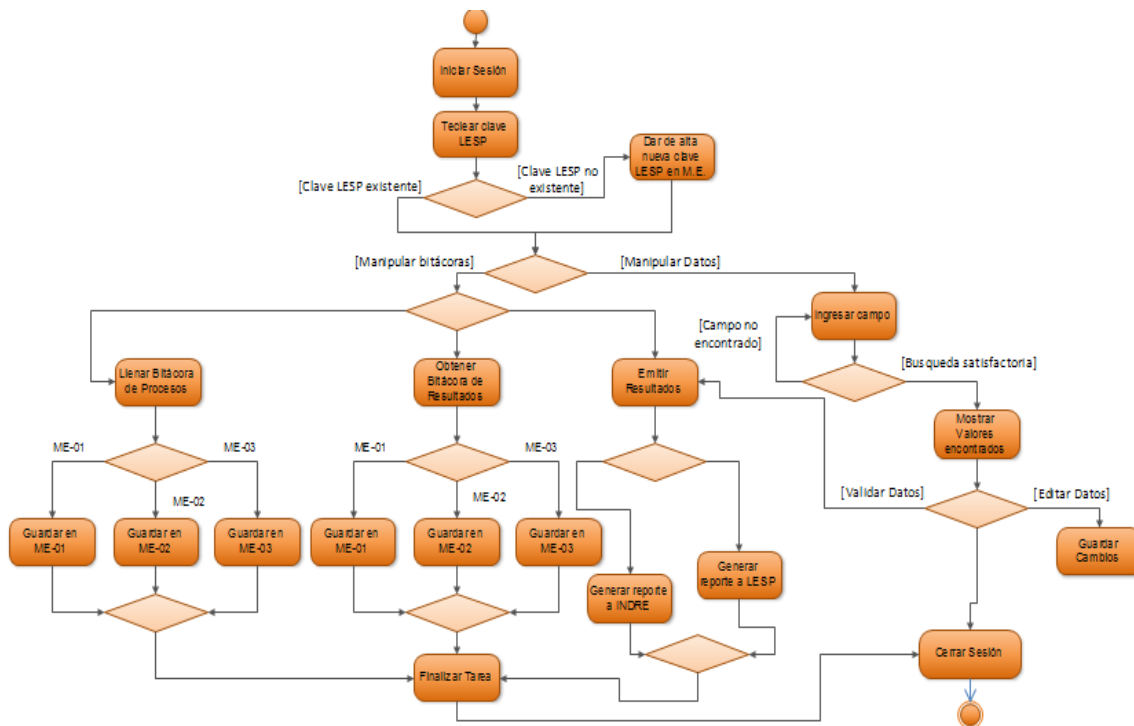 Iniciar Sesión
Teclear clave
LESP
Dar de alta
nueva clave
LESP en M.E.
[Clave LESP existente]
[Clave LESP no
existente]
[Manipular bitácoras]
[Manipular Datos]
Ingresar campo
[Campo no
encontrado]
[Busqueda satisfactoria]
Llenar Bitácora
de Procesos
Obtener
Bitácora de
Resultados
Emitir
Resultados
Mostrar
Valores
encontrados
ME-01
ME-03
ME-02
ME-01
ME-03
ME-02
[Validar Datos]
[Editar Datos]
Guardar en
ME-01
Guardar en
ME-02
Guardar en
ME-03
Guardar en
ME-01
Guardar en
ME-02
Guardar en
ME-03
Guardar
Cambios
Generar reporte
a INDRE
Generar
reporte a LESP
Finalizar Tarea
Cerrar Sesión